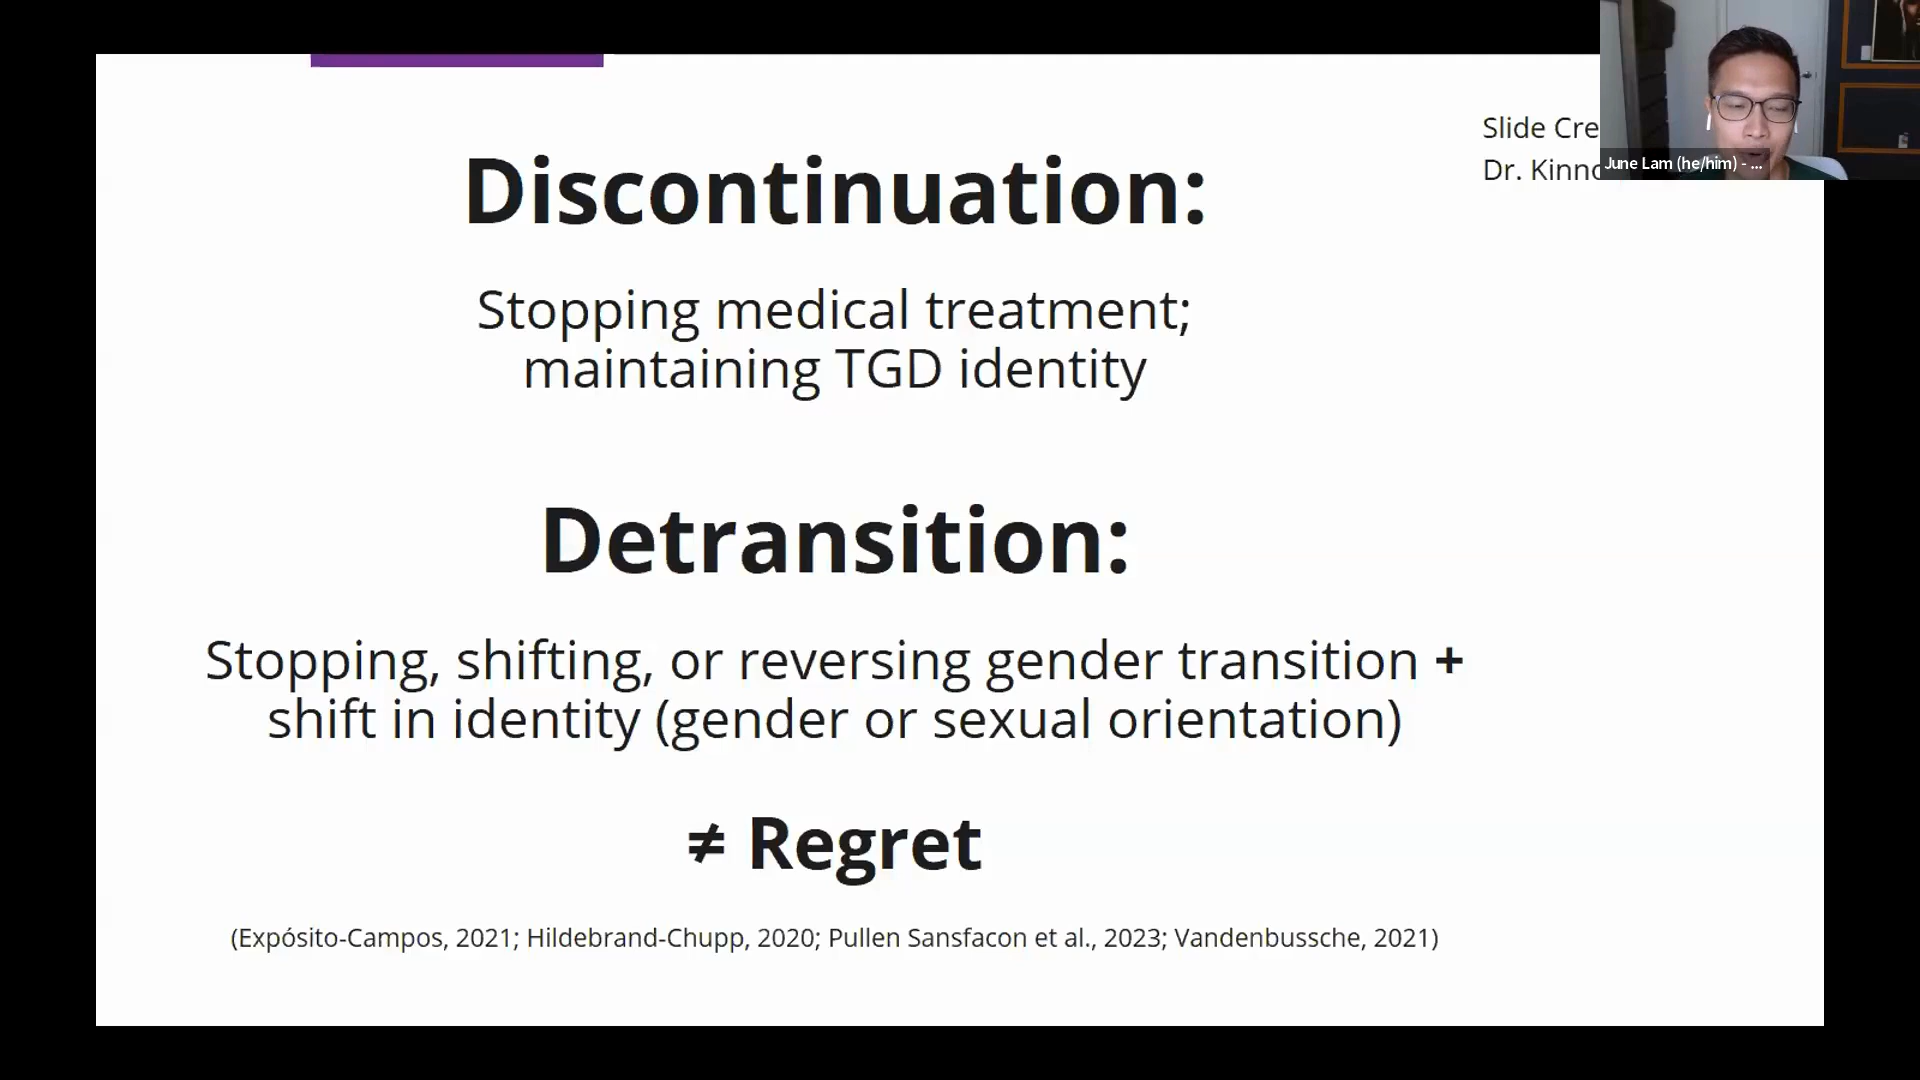 Slide Cre
Dr. Kinno
June Lam (he/him) - ...
Discontinuation:
Stopping medical treatment;
maintaining TGD identity
Detransition:
Stopping, shifting, or reversing gender transition +
shift in identity (gender or sexual orientation)
≠ Regret
(Expósito-Campos, 2021; Hildebrand-Chupp, 2020; Pullen Sansfacon et al., 2023; Vandenbussche, 2021)